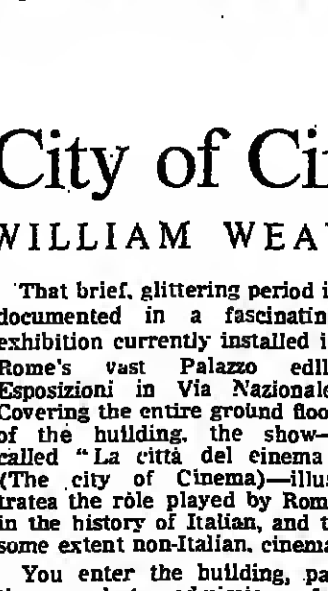 City of Ci
WILLIAM WEA
That brief, glittering period i
documented in a fascinatin
exhibition currently installed i
Rome's vast Palazzo edll
Esposizioni in Via Nazionale
Covering the entire ground floo
of the building, the show—
called "La città del cinema
(The city of Cinema)—illus
tratea the rôle played by Rom
in the history of Italian, and t
some extent non-Italian, cinema
You enter the building, pa